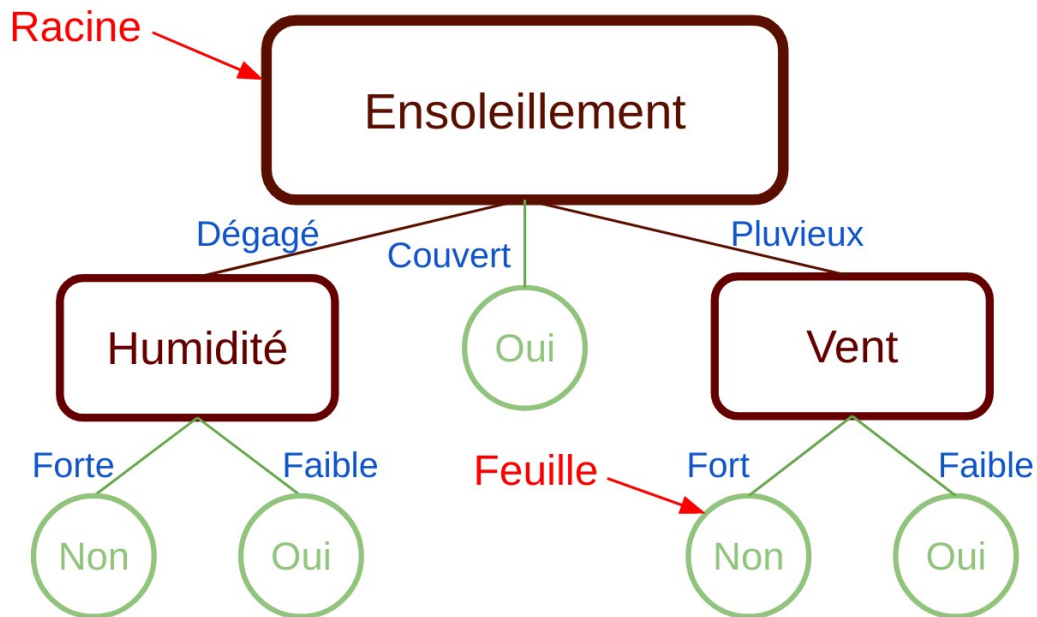 Racine
Ensoleillement
Dégagé
Couvert
Pluvieux
Humidité
Oui
Vent
Forte
Faible
Feuille
Fort
Faible
Non
Oui
Non
Oui